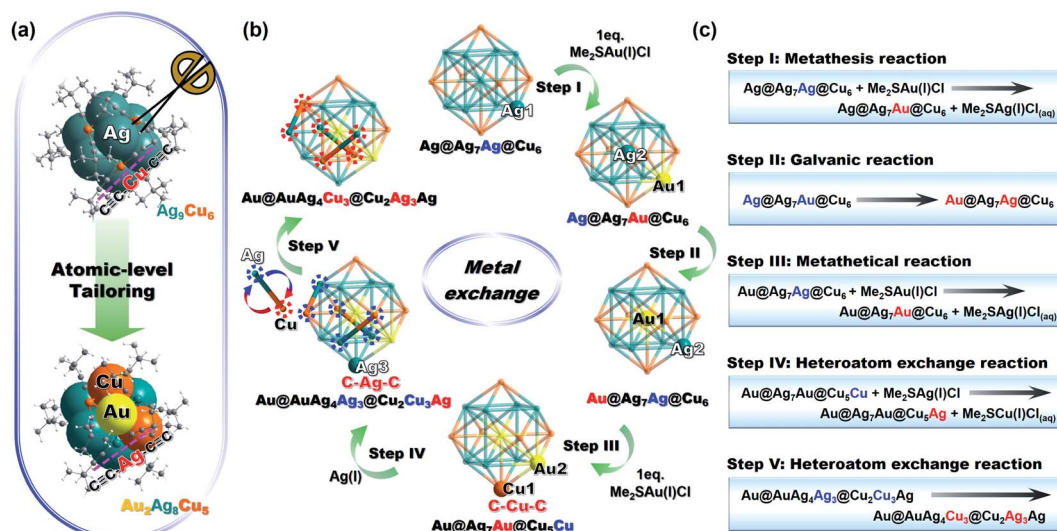 (a)
Ag
C≡C-Cu-C≡C
Ag₉Cu₆
Atomic-level
Tailoring
Cu
Au
C≡C-Ag-C≡C
Au₂Ag₈Cu₅
(b)
1eq.
Me₂SAu(I)Cl
Step I
Ag1
Ag@Ag₇Ag@Cu₆
Ag2
Au1
Ag@Ag₇Au@Cu₆
Step II
Au1
Ag2
Au@Ag₇Ag@Cu₆
Step III
1eq.
Me₂SAu(I)Cl
Au2
Cu1
C-Cu-C
Au@Ag₇Au@Cu₅Cu
Step IV
Ag(I)
Ag3
C-Ag-C
Au@AuAg₄Ag₃@Cu₂Cu₃Ag
Ag
Cu
Step V
Au@AuAg₄Cu₃@Cu₂Ag₃Ag
Metal
exchange
(c)
Step I: Metathesis reaction
Ag@Ag₇Ag@Cu₆ + Me₂SAu(I)Cl
Ag@Ag₇Au@Cu₆ + Me₂SAg(I)Cl₍aq₎
Step II: Galvanic reaction
Ag@Ag₇Au@Cu₆ Au@Ag₇Ag@Cu₆
Step III: Metathetical reaction
Au@Ag₇Ag@Cu₆ + Me₂SAu(I)Cl
Au@Ag₇Au@Cu₆ + Me₂SAg(I)Cl₍aq₎
Step IV: Heteroatom exchange reaction
Au@Ag₇Au@Cu₅Cu + Me₂SAg(I)Cl
Au@Ag₇Au@Cu₅Ag + Me₂SCu(I)Cl₍aq₎
Step V: Heteroatom exchange reaction
Au@AuAg₄Ag₃@Cu₂Cu₃Ag
Au@AuAg₄Cu₃@Cu₂Ag₃Ag